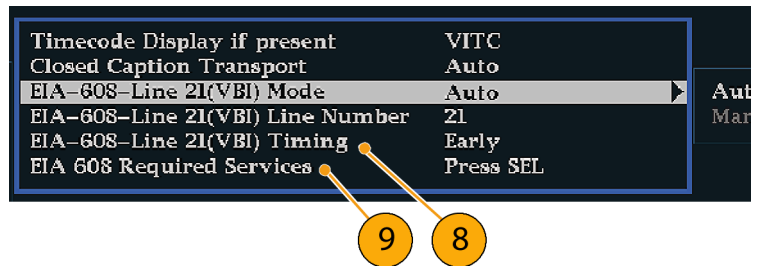 Timecode Display if present VITC
Closed Caption Transport Auto
EIA-608-Line 21(VBI) Mode Auto
EIA-608-Line 21(VBI) Line Number 21
EIA-608-Line 21(VBI) Timing Early
EIA 608 Required Services Press SEL
Aut
Mar
9 8